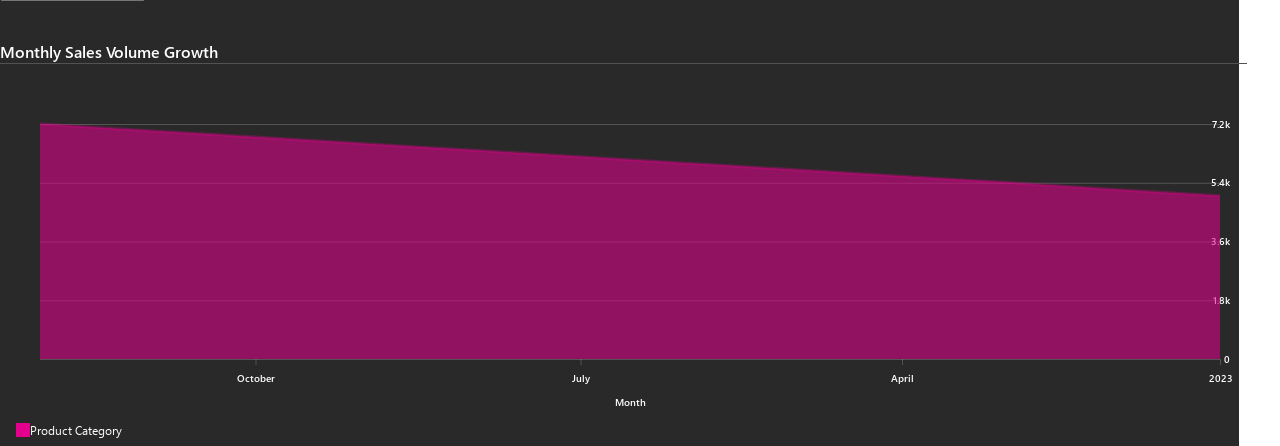 Monthly Sales Volume Growth
7.2k
5.4k
3.6k
1.8k
0
October July April 2023
Month
Product Category